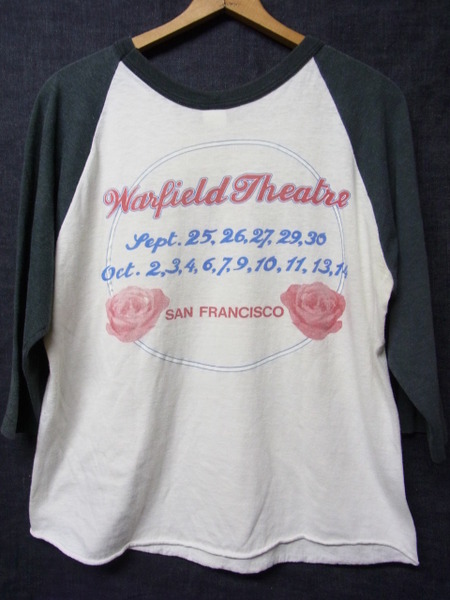 Warfield Theatre
Sept. 25, 26, 27, 29, 30
Oct. 2, 3, 4, 6, 7, 9, 10, 11, 13, 14
SAN FRANCISCO